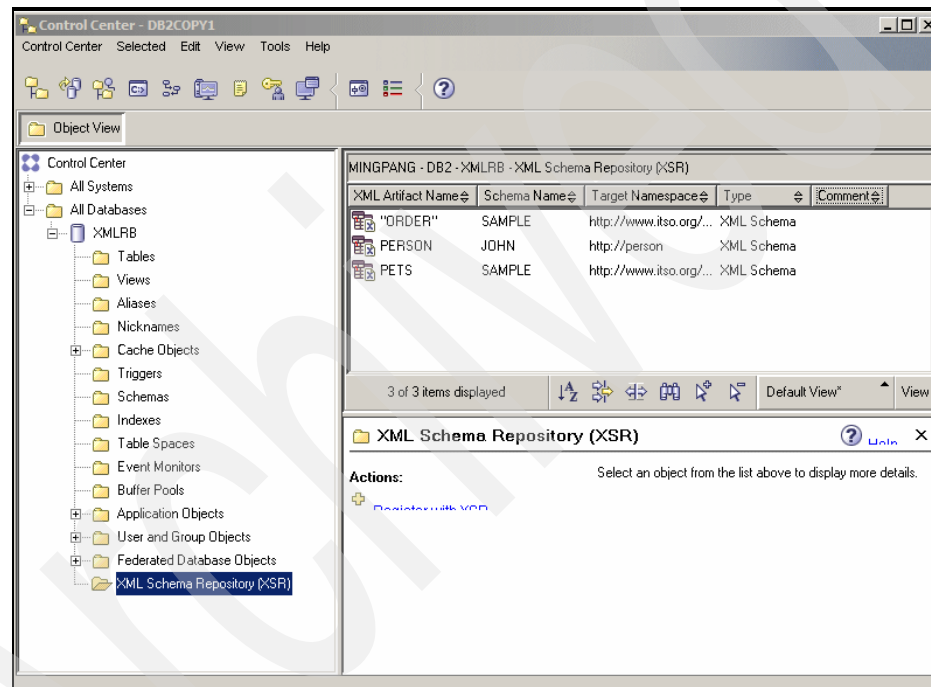 Control Center - DB2COPY1
Control Center Selected Edit View Tools Help
Object View
Control Center
All Systems
All Databases
XMLRB
Tables
Views
Aliases
Nicknames
Cache Objects
Triggers
Schemas
Indexes
Table Spaces
Event Monitors
Buffer Pools
Application Objects
User and Group Objects
Federated Database Objects
XML Schema Repository (XSR)
MINGPANG - DB2 - XMLRB - XML Schema Repository (XSR)
XML Artifact Name Schema Name Target Namespace Type Comment
"ORDER" SAMPLE http://www.itso.org/... XML Schema
PERSON JOHN http://person XML Schema
PETS SAMPLE http://www.itso.org/... XML Schema
3 of 3 items displayed Default View* View
XML Schema Repository (XSR) Help
Actions:
Register with XSR
Select an object from the list above to display more details.